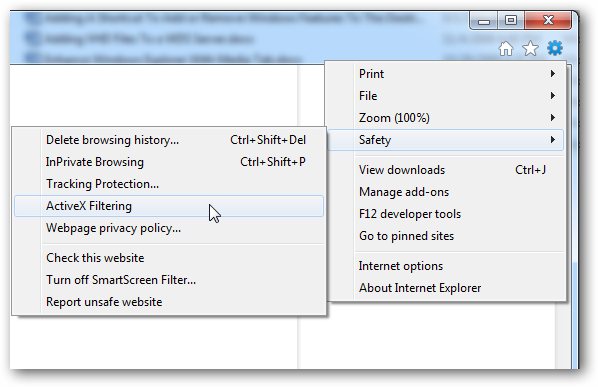 Adding A Shortcut To Add or Remove Windows Features To The Desk...
Adding VHD Files To a WDS Server.docx
Enhance Windows Explorer With Media Tab.docx
Print
File
Zoom (100%)
Safety
View downloads Ctrl+J
Manage add-ons
F12 developer tools
Go to pinned sites
Internet options
About Internet Explorer
Delete browsing history... Ctrl+Shift+Del
InPrivate Browsing Ctrl+Shift+P
Tracking Protection...
ActiveX Filtering
Webpage privacy policy...
Check this website
Turn off SmartScreen Filter...
Report unsafe website